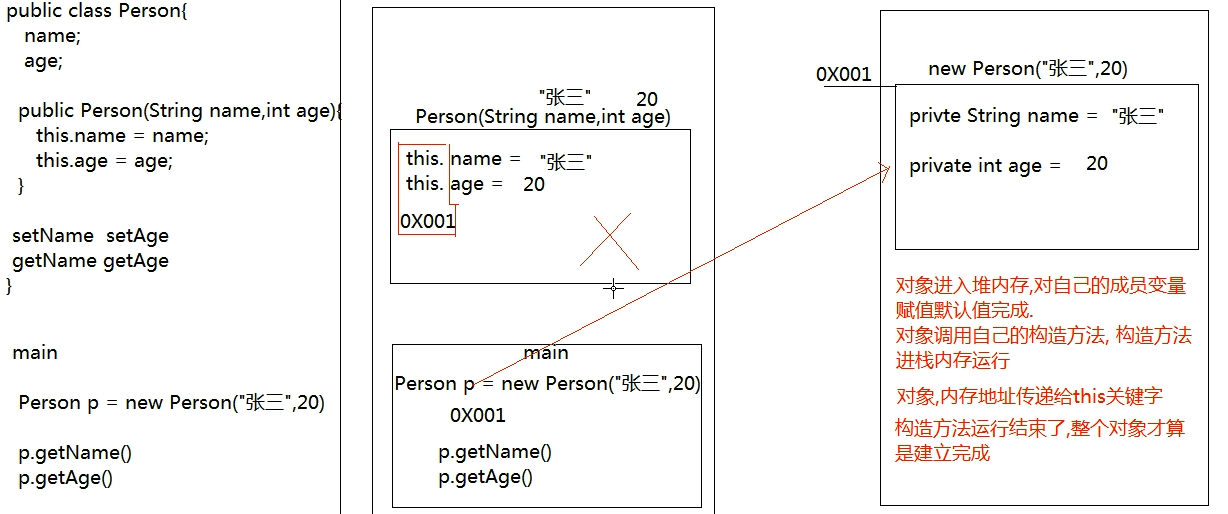 public class Person{
name;
age;
public Person(String name,int age){
this.name = name;
this.age = age;
}
setName setAge
getName getAge
}
main
Person p = new Person("张三",20)
p.getName()
p.getAge()
"张三" 20
Person(String name,int age)
this. name = "张三"
this. age = 20
0X001
main
Person p = new Person("张三",20)
0X001
p.getName()
p.getAge()
0X001
new Person("张三",20)
privte String name = "张三"
private int age = 20
对象进入堆内存,对自己的成员变量
赋值默认值完成.
对象调用自己的构造方法, 构造方法
进栈内存运行
对象,内存地址传递给this关键字
构造方法运行结束了,整个对象才算
是建立完成